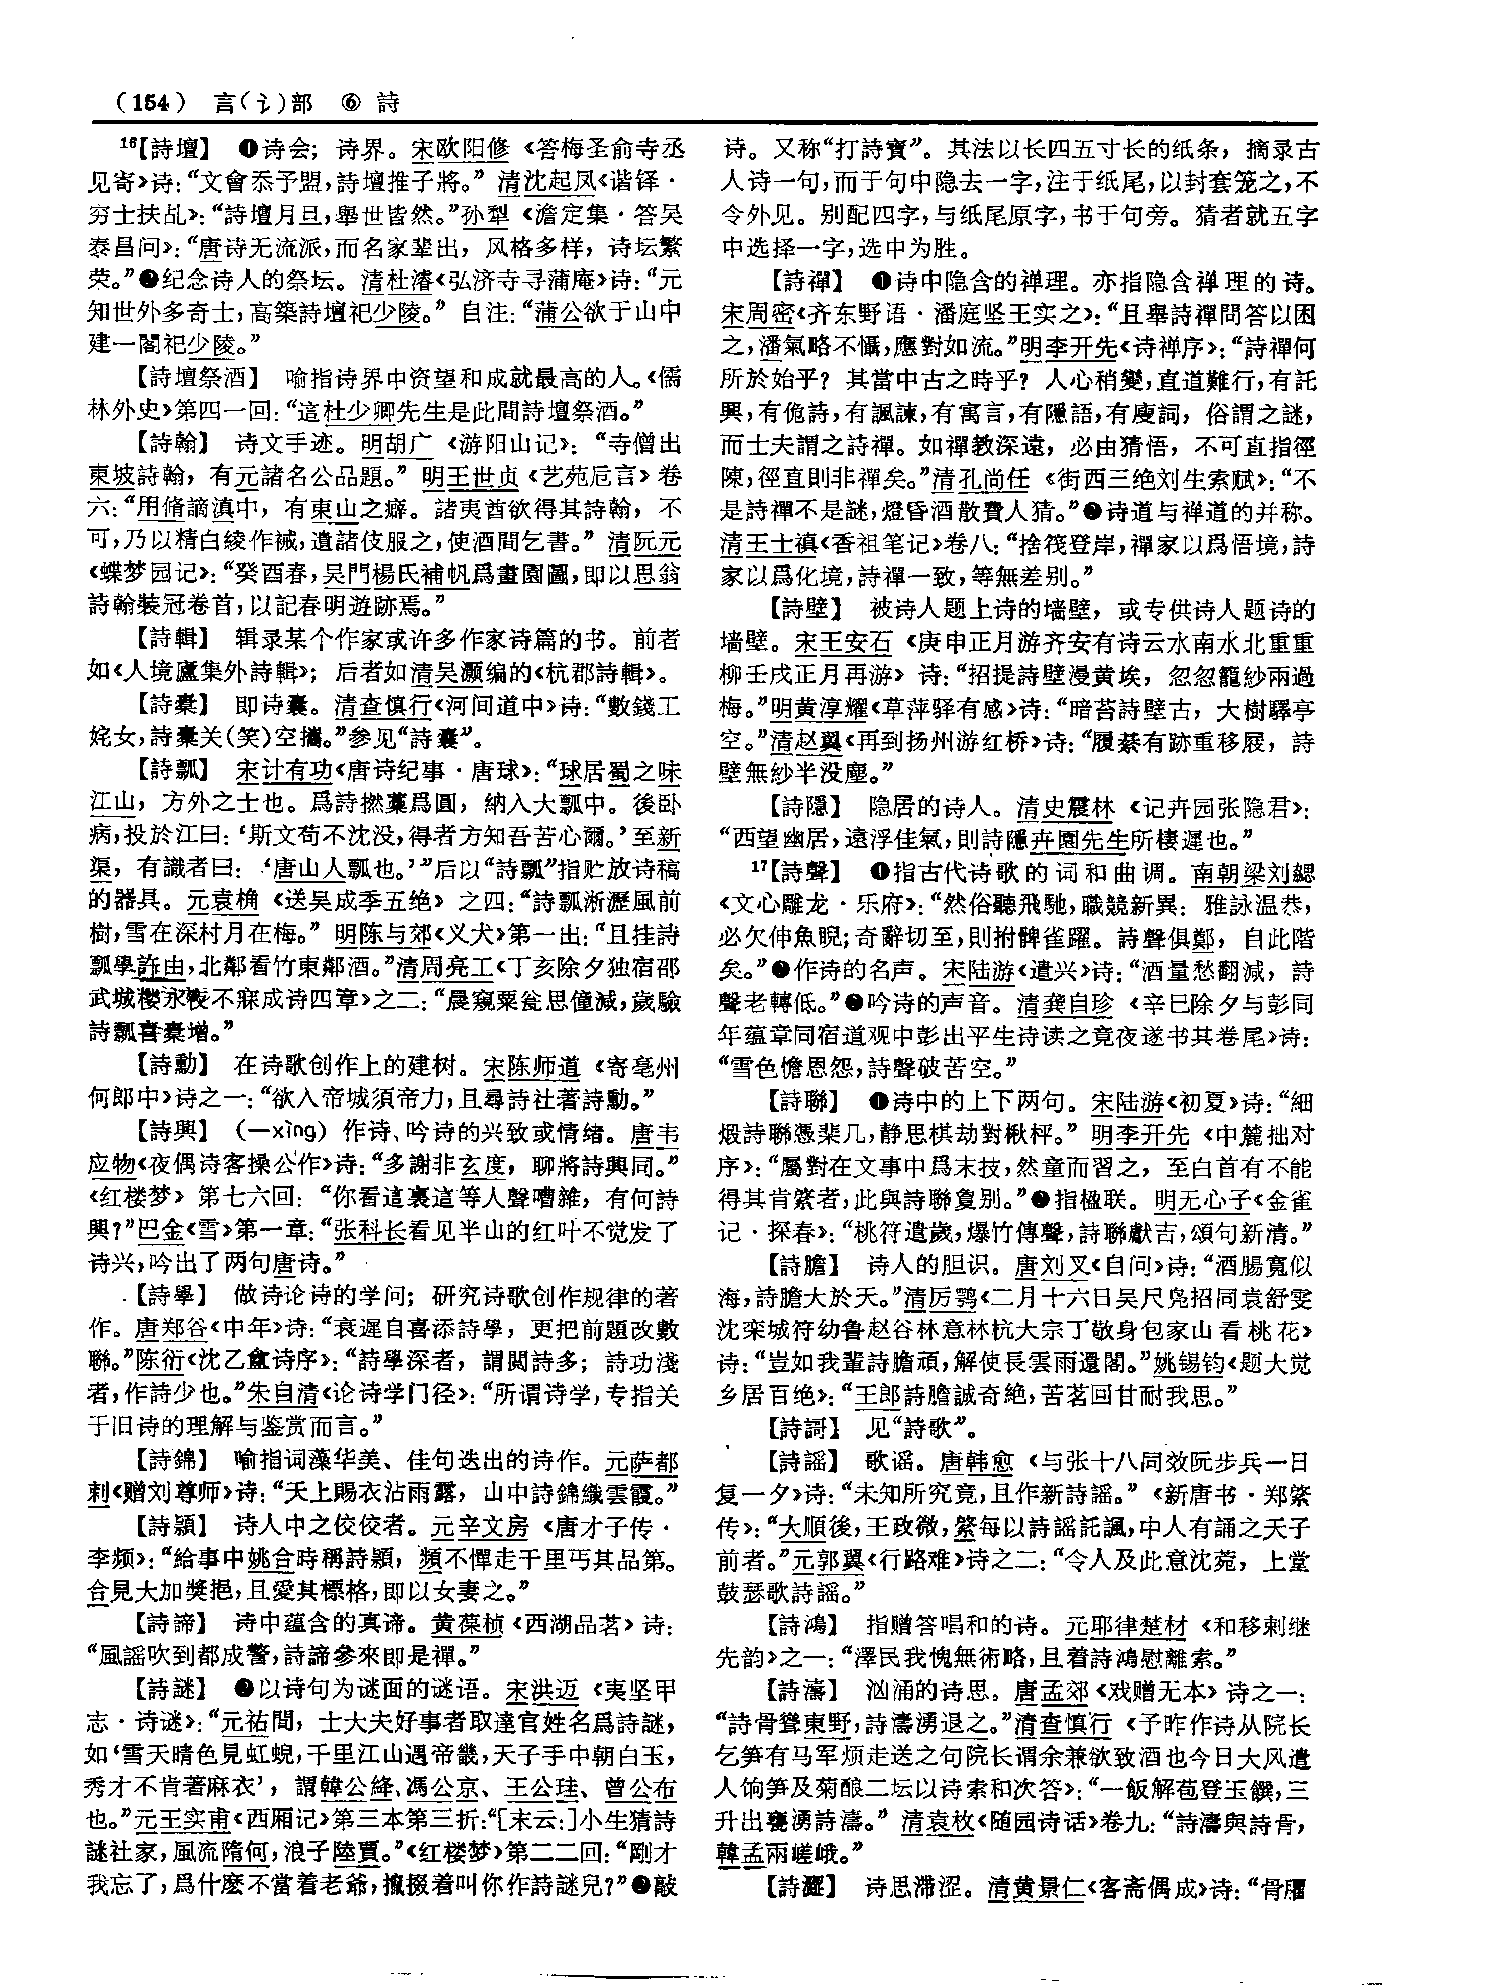 (154) 言(讠)部 ⑥ 詩
¹⁶【詩壇】 ❶诗会；诗界。宋欧阳修《答梅圣俞寺丞
见寄》诗：“文會忝予盟，詩壇推子將。”清沈起凤《谐铎·
穷士扶乩》：“詩壇月旦，舉世皆然。”孙犁《澹定集·答吴
泰昌问》：“唐诗无流派，而名家辈出，风格多样，诗坛繁
荣。”❷纪念诗人的祭坛。清杜濬《弘济寺寻蒲庵》诗：“元
知世外多奇士，高築詩壇祀少陵。”自注：“蒲公欲于山中
建一閣祀少陵。”
【詩壇祭酒】 喻指诗界中资望和成就最高的人。《儒
林外史》第四一回：“這杜少卿先生是此間詩壇祭酒。”
【詩翰】 诗文手迹。明胡广《游阳山记》：“寺僧出
東坡詩翰，有元諸名公品題。”明王世贞《艺苑卮言》卷
六：“用脩謫滇中，有東山之癖。諸夷酋欲得其詩翰，不
可，乃以精白綾作裓，遺諸伎服之，使酒間乞書。”清阮元
《蝶梦园记》：“癸酉春，吴門楊氏補帆爲畫園圖，即以思翁
詩翰裝冠卷首，以記春明遊跡焉。”
【詩輯】 辑录某个作家或许多作家诗篇的书。前者
如《人境廬集外詩輯》；后者如清吴灏编的《杭郡詩輯》。
【詩橐】 即诗囊。清查慎行《河间道中》诗：“數錢工
姹女，詩橐关(笑)空攜。”参见“詩囊”。
【詩瓢】 宋计有功《唐诗纪事·唐球》：“球居蜀之味
江山，方外之士也。爲詩撚藁爲圓，納入大瓢中。後卧
病，投於江曰：‘斯文苟不沈没，得者方知吾苦心爾。’至新
渠，有識者曰：‘唐山人瓢也。’”后以“詩瓢”指贮放诗稿
的器具。元袁桷《送吴成季五绝》之四：“詩瓢淅瀝風前
樹，雪在深村月在梅。”明陈与郊《义犬》第一出：“且挂詩
瓢學許由，北鄰看竹東鄰酒。”清周亮工《丁亥除夕独宿邵
武城楼永夜不寐成诗四章》之二：“晨窺粟瓮思僮減，歲驗
詩瓢喜橐增。”
【詩勳】 在诗歌创作上的建树。宋陈师道《寄亳州
何郎中》诗之一：“欲入帝城須帝力，且尋詩社著詩勳。”
【詩興】 (—xìng) 作诗、吟诗的兴致或情绪。唐韦
应物《夜偶诗客操公作》诗：“多謝非玄度，聊將詩興同。”
《红楼梦》第七六回：“你看這裏這等人聲嘈雜，有何詩
興？”巴金《雪》第一章：“张科长看见半山的红叶不觉发了
诗兴，吟出了两句唐诗。”
【詩學】 做诗论诗的学问；研究诗歌创作规律的著
作。唐郑谷《中年》诗：“衰遲自喜添詩學，更把前題改數
聯。”陈衍《沈乙盦诗序》：“詩學深者，謂閲詩多；詩功淺
者，作詩少也。”朱自清《论诗学门径》：“所谓诗学，专指关
于旧诗的理解与鉴赏而言。”
【詩錦】 喻指词藻华美、佳句迭出的诗作。元萨都
剌《赠刘尊师》诗：“天上賜衣沾雨露，山中詩錦織雲霞。”
【詩穎】 诗人中之佼佼者。元辛文房《唐才子传·
李频》：“給事中姚合時稱詩穎，頻不憚走千里丐其品第。
合見大加獎挹，且愛其標格，即以女妻之。”
【詩諦】 诗中蕴含的真谛。黄葆桢《西湖品茗》诗：
“風謡吹到都成警，詩諦參來即是禪。”
【詩謎】 ❶以诗句为谜面的谜语。宋洪迈《夷坚甲
志·诗谜》：“元祐間，士大夫好事者取達官姓名爲詩謎，
如‘雪天晴色見虹蜺，千里江山遇帝畿，天子手中朝白玉，
秀才不肯著麻衣’，謂韓公絳、馮公京、王公珪、曾公布
也。”元王实甫《西厢记》第三本第三折：“[末云：]小生猜詩
謎社家，風流隋何，浪子陸賈。”《红楼梦》第二二回：“剛才
我忘了，爲什麽不當着老爺，攛掇着叫你作詩謎兒？”❷敲
诗。又称“打詩寶”。其法以长四五寸长的纸条，摘录古
人诗一句，而于句中隐去一字，注于纸尾，以封套笼之，不
令外见。别配四字，与纸尾原字，书于句旁。猜者就五字
中选择一字，选中为胜。
【詩禪】 ❶诗中隐含的禅理。亦指隐含禅理的诗。
宋周密《齐东野语·潘庭坚王实之》：“且舉詩禪問答以困
之，潘氣略不懾，應對如流。”明李开先《诗禅序》：“詩禪何
所於始乎？其當中古之時乎？人心稍變，直道難行，有託
興，有佹詩，有諷諫，有寓言，有隱語，有廋詞，俗謂之謎，
而士夫謂之詩禪。如禪教深遠，必由猜悟，不可直指徑
陳，徑直則非禪矣。”清孔尚任《街西三绝刘生索赋》：“不
是詩禪不是謎，燈昏酒散費人猜。”❷诗道与禅道的并称。
清王士禛《香祖笔记》卷八：“捨筏登岸，禪家以爲悟境，詩
家以爲化境，詩禪一致，等無差别。”
【詩壁】 被诗人题上诗的墙壁，或专供诗人题诗的
墙壁。宋王安石《庚申正月游齐安有诗云水南水北重重
柳壬戌正月再游》诗：“招提詩壁漫黄埃，忽忽籠紗兩過
梅。”明黄淳耀《草萍驿有感》诗：“暗苔詩壁古，大樹驛亭
空。”清赵翼《再到扬州游红桥》诗：“履綦有跡重移屐，詩
壁無紗半没塵。”
【詩隱】 隐居的诗人。清史震林《记卉园张隐君》：
“西望幽居，遠浮佳氣，則詩隱卉園先生所棲遲也。”
¹⁷【詩聲】 ❶指古代诗歌的词和曲调。南朝梁刘勰
《文心雕龙·乐府》：“然俗聽飛馳，職競新異：雅詠温恭，
必欠伸魚睨；奇辭切至，則拊髀雀躍。詩聲俱鄭，自此階
矣。”❷作诗的名声。宋陆游《遣兴》诗：“酒量愁翻減，詩
聲老轉低。”❸吟诗的声音。清龚自珍《辛巳除夕与彭同
年蕴章同宿道观中彭出平生诗读之竟夜遂书其卷尾》诗：
“雪色憺恩怨，詩聲破苦空。”
【詩聯】 ❶诗中的上下两句。宋陆游《初夏》诗：“細
煅詩聯憑棐几，静思棋劫對楸枰。”明李开先《中麓拙对
序》：“屬對在文事中爲末技，然童而習之，至白首有不能
得其肯綮者，此與詩聯敻别。”❷指楹联。明无心子《金雀
记·探春》：“桃符遣歲，爆竹傳聲，詩聯獻吉，頌句新清。”
【詩膽】 诗人的胆识。唐刘叉《自问》诗：“酒腸寬似
海，詩膽大於天。”清厉鹗《二月十六日吴尺凫招同袁舒雯
沈栾城符幼鲁赵谷林意林杭大宗丁敬身包家山看桃花》
诗：“豈如我輩詩膽頑，解使長雲雨還閣。”姚锡钧《题大觉
乡居百绝》：“王郎詩膽誠奇絶，苦茗回甘耐我思。”
【詩謌】 见“詩歌”。
【詩謡】 歌谣。唐韩愈《与张十八同效阮步兵一日
复一夕》诗：“未知所究竟，且作新詩謡。”《新唐书·郑綮
传》：“大順後，王政微，綮每以詩謡託諷，中人有誦之天子
前者。”元郭翼《行路难》诗之二：“令人及此意沈菀，上堂
鼓瑟歌詩謡。”
【詩鴻】 指赠答唱和的诗。元耶律楚材《和移剌继
先韵》之一：“澤民我愧無術略，且着詩鴻慰離索。”
【詩濤】 汹涌的诗思。唐孟郊《戏赠无本》诗之一：
“詩骨聳東野，詩濤湧退之。”清查慎行《予昨作诗从院长
乞笋有马军烦走送之句院长谓余兼欲致酒也今日大风遣
人饷笋及菊酿二坛以诗索和次答》：“一飯解苞登玉饌，三
升出甕湧詩濤。”清袁枚《随园诗话》卷九：“詩濤與詩骨，
韓孟兩嵯峨。”
【詩澀】 诗思滞涩。清黄景仁《客斋偶成》诗：“骨臞